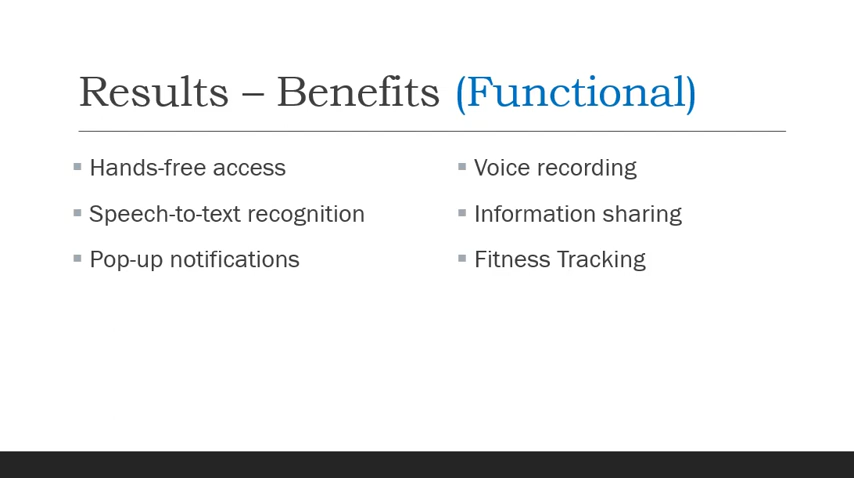 Results – Benefits (Functional)
▪ Hands-free access
▪ Speech-to-text recognition
▪ Pop-up notifications
▪ Voice recording
▪ Information sharing
▪ Fitness Tracking